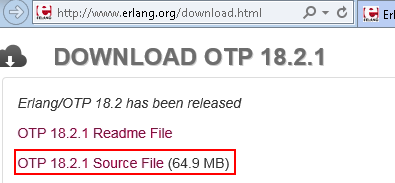 http://www.erlang.org/download.html
DOWNLOAD OTP 18.2.1
Erlang/OTP 18.2 has been released
OTP 18.2.1 Readme File
OTP 18.2.1 Source File (64.9 MB)